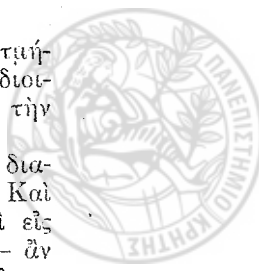 τμή-
διοι-
τὴν
δια-
Καὶ
εἰς
— ἂν
ΠΑΝΕΠΙΣΤΗΜΙΟ ΚΡΗΤΗΣ